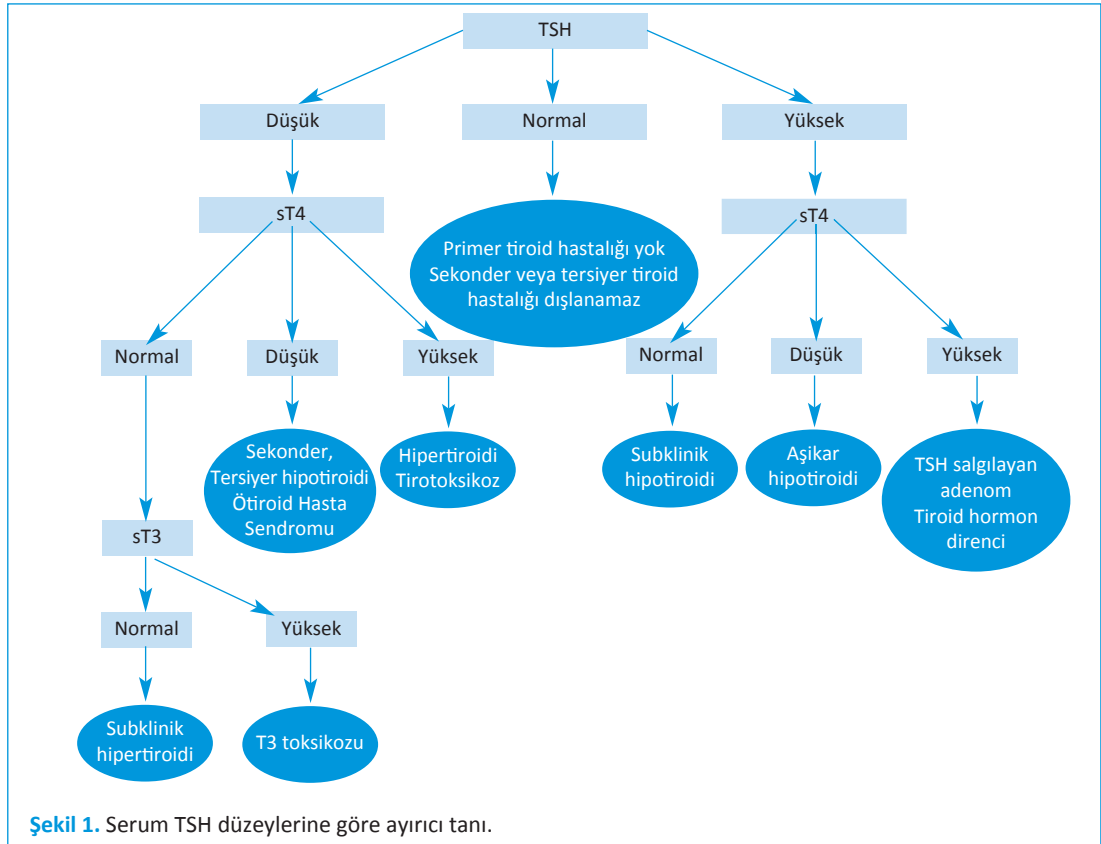 TSH
Düşük
Normal
Yüksek
sT4
sT4
Primer tiroid hastalığı yok
Sekonder veya tersiyer tiroid
hastalığı dışlanamaz
Normal
Düşük
Yüksek
Normal
Düşük
Yüksek
Sekonder,
Tersiyer hipotiroidi
Ötiroid Hasta
Sendromu
Hipertiroidi
Tirotoksikoz
Subklinik
hipotiroidi
Aşikar
hipotiroidi
TSH salgılayan
adenom
Tiroid hormon
direnci
sT3
Normal
Yüksek
Subklinik
hipertiroidi
T3 toksikozu
Şekil 1. Serum TSH düzeylerine göre ayırıcı tanı.